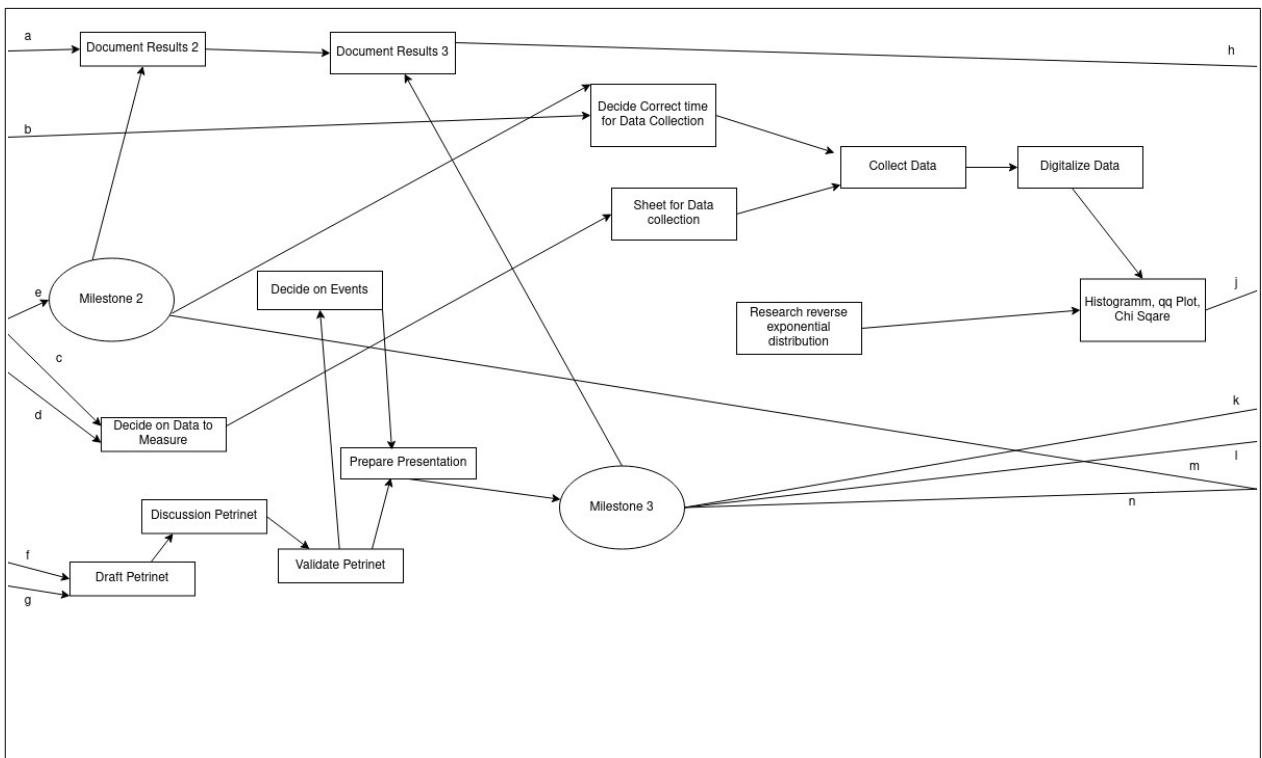 a
Document Results 2
Document Results 3
h
b
Decide Correct time
for Data Collection
Collect Data
Digitalize Data
Sheet for Data
collection
e
Milestone 2
Decide on Events
j
Histogramm, qq Plot,
Chi Sqare
Research reverse
exponential
distribution
c
k
d
Decide on Data to
Measure
l
Prepare Presentation
m
n
Milestone 3
Discussion Petrinet
f
Validate Petrinet
Draft Petrinet
g